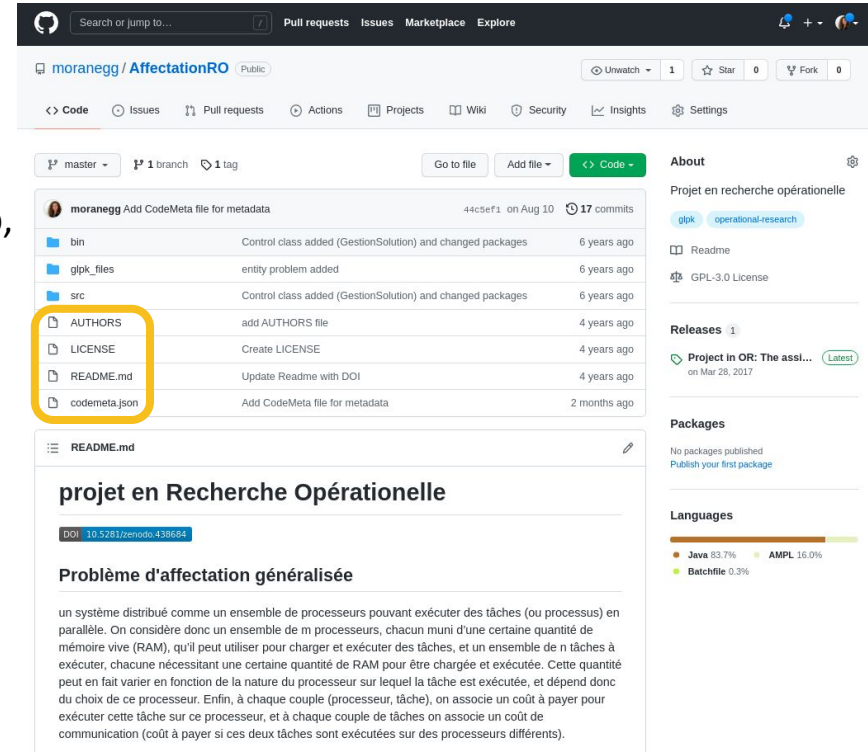 Search or jump to... / Pull requests Issues Marketplace Explore
moranegg / AffectationRO Public Unwatch 1 Star 0 Fork 0
Code Issues Pull requests Actions Projects Wiki Security Insights Settings
master 1 branch 1 tag Go to file Add file Code
moranegg Add CodeMeta file for metadata 44c5ef1 on Aug 10 17 commits
bin Control class added (GestionSolution) and changed packages 6 years ago
glpk_files entity problem added 6 years ago
src Control class added (GestionSolution) and changed packages 6 years ago
AUTHORS add AUTHORS file 4 years ago
LICENSE Create LICENSE 4 years ago
README.md Update Readme with DOI 4 years ago
codemeta.json Add CodeMeta file for metadata 2 months ago
README.md
projet en Recherche Opérationelle
DOI 10.5281/zenodo.438684
Problème d'affectation généralisée
un système distribué comme un ensemble de processeurs pouvant exécuter des tâches (ou processus) en
parallèle. On considère donc un ensemble de m processeurs, chacun muni d'une certaine quantité de
mémoire vive (RAM), qu'il peut utiliser pour charger et exécuter des tâches, et un ensemble de n tâches à
exécuter, chacune nécessitant une certaine quantité de RAM pour être chargée et exécutée. Cette quantité
peut en fait varier en fonction de la nature du processeur sur lequel la tâche est exécutée, et dépend donc
du choix de ce processeur. Enfin, à chaque couple (processeur, tâche), on associe un coût à payer pour
exécuter cette tâche sur ce processeur, et à chaque couple de tâches on associe un coût de
communication (coût à payer si ces deux tâches sont exécutées sur des processeurs différents).
About
Projet en recherche opérationelle
glpk operational-research
Readme
GPL-3.0 License
Releases 1
Project in OR: The assi... Latest
on Mar 28, 2017
Packages
No packages published
Publish your first package
Languages
Java 83.7% AMPL 16.0%
Batchfile 0.3%